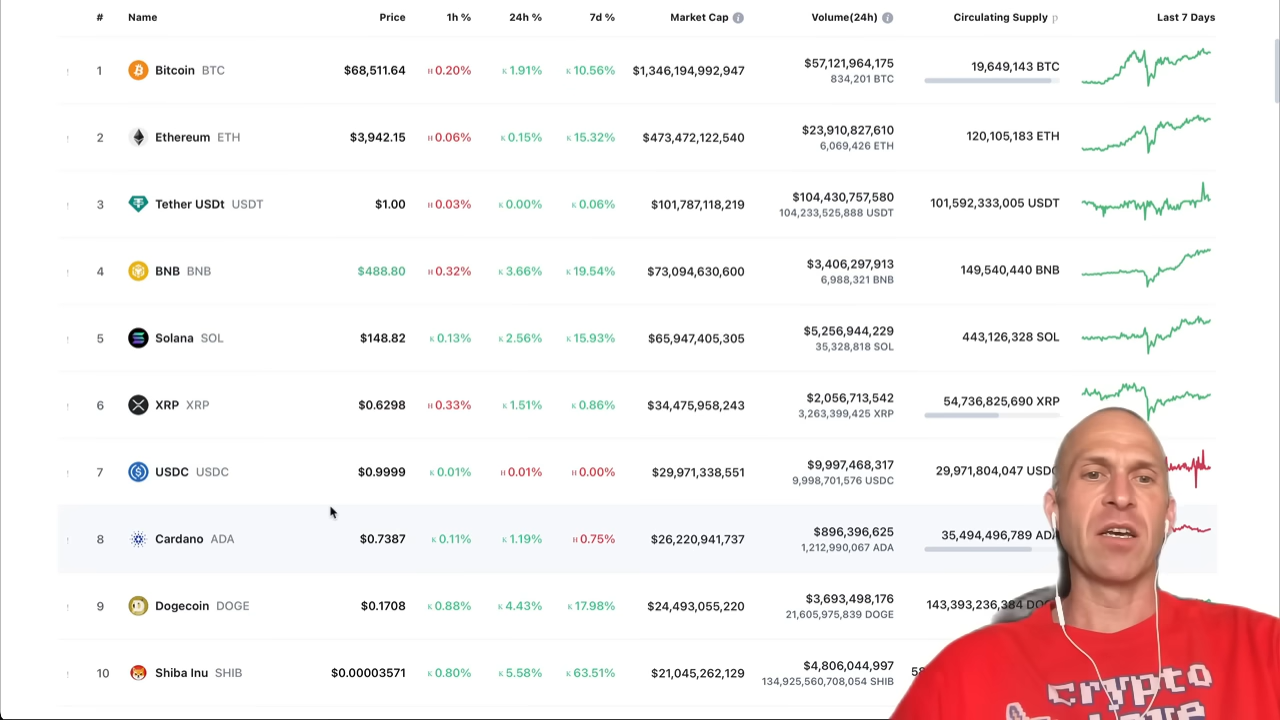 # Name Price 1h % 24h % 7d % Market Cap Volume(24h) Circulating Supply Last 7 Days
1 Bitcoin BTC $68,511.64 0.20% 1.91% 10.56% $1,346,194,992,947 $57,121,964,175 19,649,143 BTC
834,201 BTC
2 Ethereum ETH $3,942.15 0.06% 0.15% 15.32% $473,472,122,540 $23,910,827,610 120,105,183 ETH
6,069,426 ETH
3 Tether USDt USDT $1.00 0.03% 0.00% 0.06% $101,787,118,219 $104,430,757,580 101,592,333,005 USDT
104,233,525,888 USDT
4 BNB BNB $488.80 0.32% 3.66% 19.54% $73,094,630,600 $3,406,297,913 149,540,440 BNB
6,988,321 BNB
5 Solana SOL $148.82 0.13% 2.56% 15.93% $65,947,405,305 $5,256,944,229 443,126,328 SOL
35,328,818 SOL
6 XRP XRP $0.6298 0.33% 1.51% 0.86% $34,475,958,243 $2,056,713,542 54,736,825,690 XRP
3,263,399,425 XRP
7 USDC USDC $0.9999 0.01% 0.01% 0.00% $29,971,338,551 $9,997,468,317 29,971,804,047 USDC
9,998,701,576 USDC
8 Cardano ADA $0.7387 0.11% 1.19% 0.75% $26,220,941,737 $896,396,625 35,494,496,789 ADA
1,212,990,067 ADA
9 Dogecoin DOGE $0.1708 0.88% 4.43% 17.98% $24,493,055,220 $3,693,498,176 143,393,236,384 DOGE
21,605,975,839 DOGE
10 Shiba Inu SHIB $0.00003571 0.80% 5.58% 63.51% $21,045,262,129 $4,806,044,997
134,925,560,708,054 SHIB
crypto